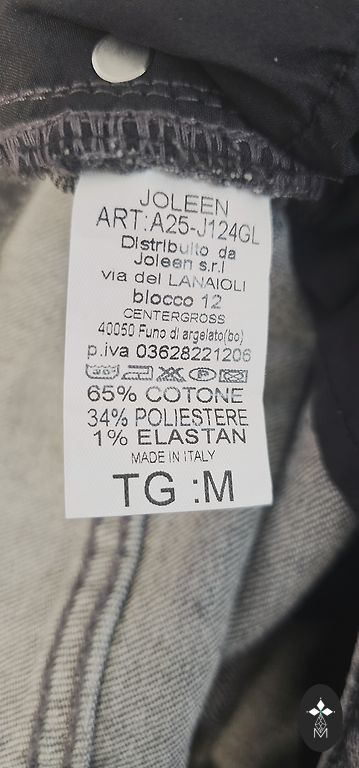 JOLEEN
ART:A25-J124GL
Distribuito da
Joleen s.r.l
via dei LANAIOLI
blocco 12
CENTERGROSS
40050 Funo di argelato(bo)
p.iva 03628221206
65% COTONE
34% POLIESTERE
1% ELASTAN
MADE IN ITALY
TG :M
M